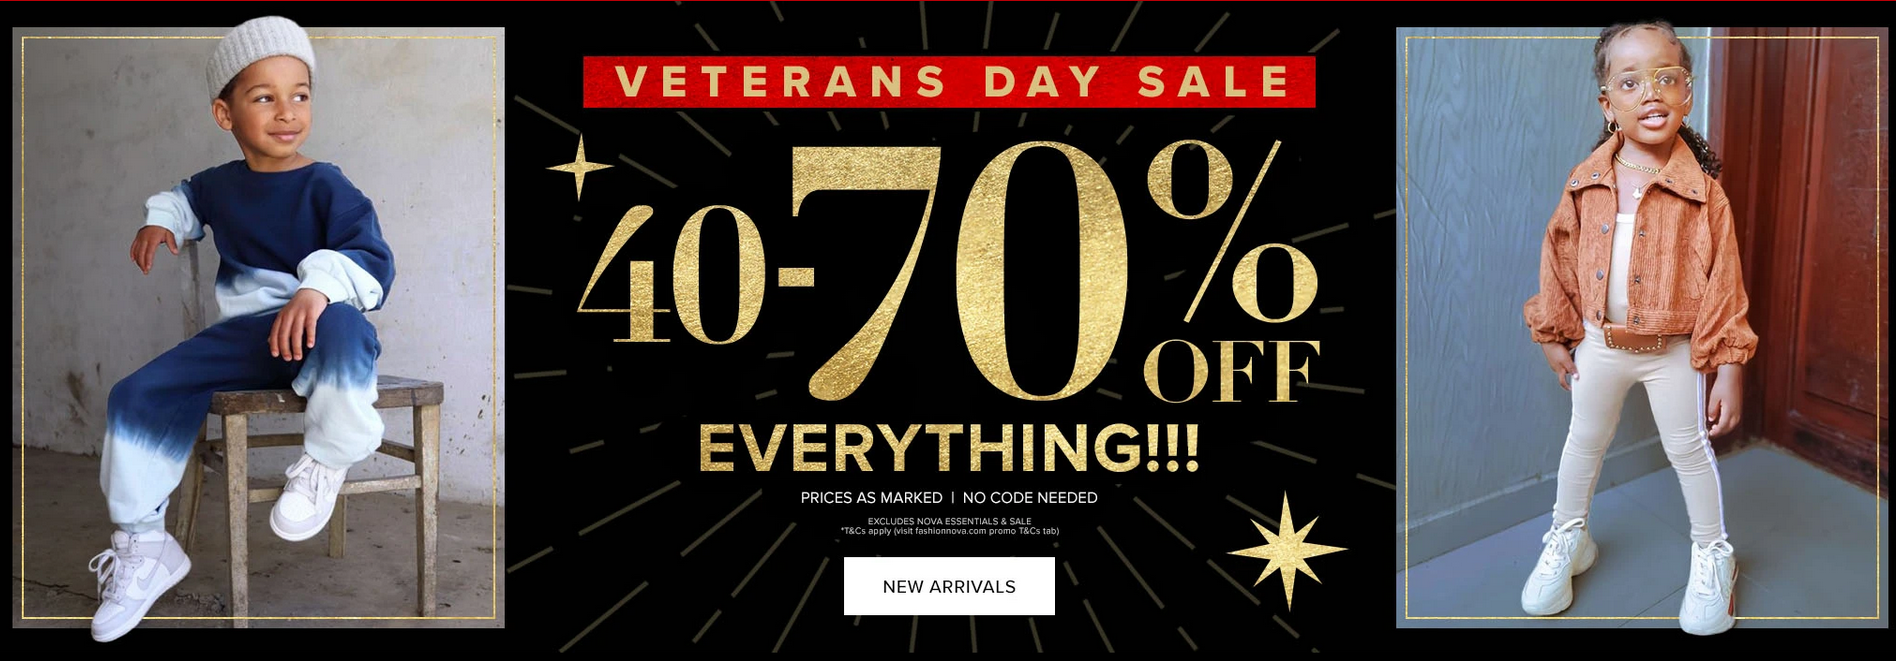 VETERANS DAY SALE
40-70% OFF
EVERYTHING!!!
PRICES AS MARKED | NO CODE NEEDED
EXCLUDES NOVA ESSENTIALS & SALE
*T&Cs apply (visit fashionnova.com promo T&Cs tab)
NEW ARRIVALS